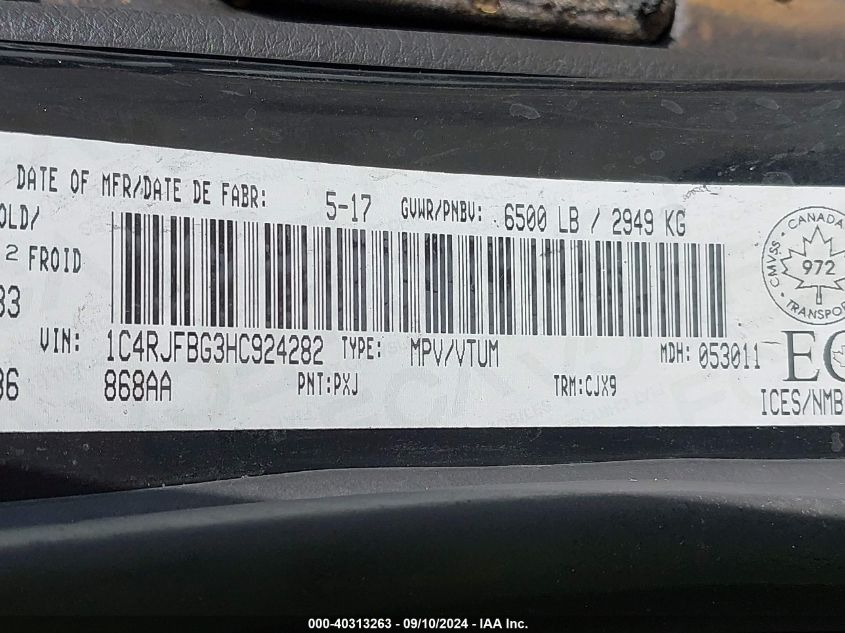 DATE OF MFR/DATE DE FABR: 5-17 GVWR/PNBV: 6500 LB / 2949 KG
OLD/
2 FROID
33
VIN: 1C4RJFBG3HC924282 TYPE: MPV/VTUM MDH: 053011
36 868AA PNT:PXJ TRM:CJX9
CMVSS CANADA
972
TRANSPORT
ICES/NMB
000-40313263 - 09/10/2024 - IAA Inc.